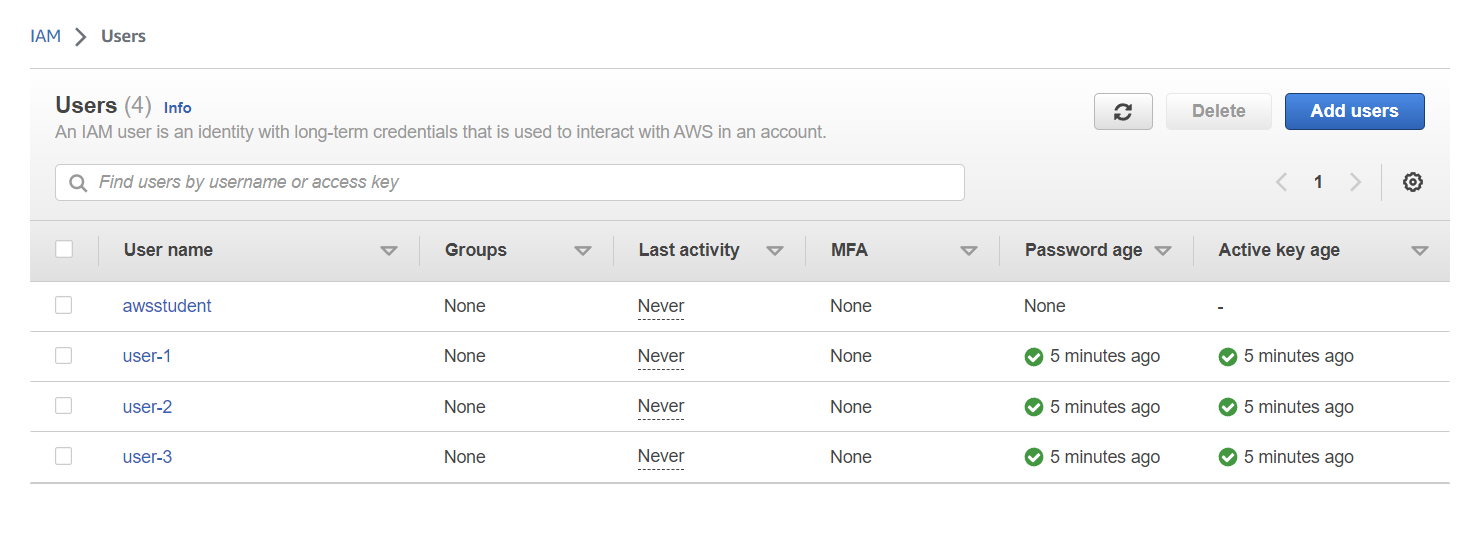 IAM > Users
Users (4) Info
An IAM user is an identity with long-term credentials that is used to interact with AWS in an account.
Delete
Add users
Find users by username or access key
1
User name Groups Last activity MFA Password age Active key age
awsstudent None Never None None -
user-1 None Never None 5 minutes ago 5 minutes ago
user-2 None Never None 5 minutes ago 5 minutes ago
user-3 None Never None 5 minutes ago 5 minutes ago